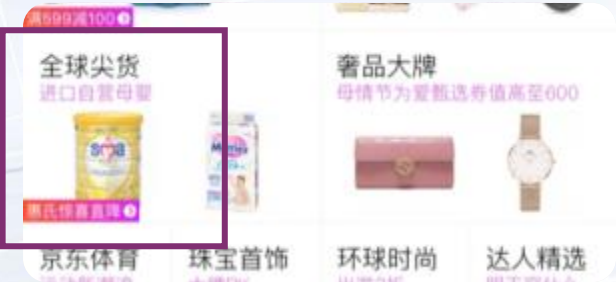 满599减100
全球尖货
进口自营母婴
奢品大牌
母情节为爱甄选券值高至600
sma
Merries
惠氏惊喜直降
京东体育
珠宝首饰
环球时尚
达人精选